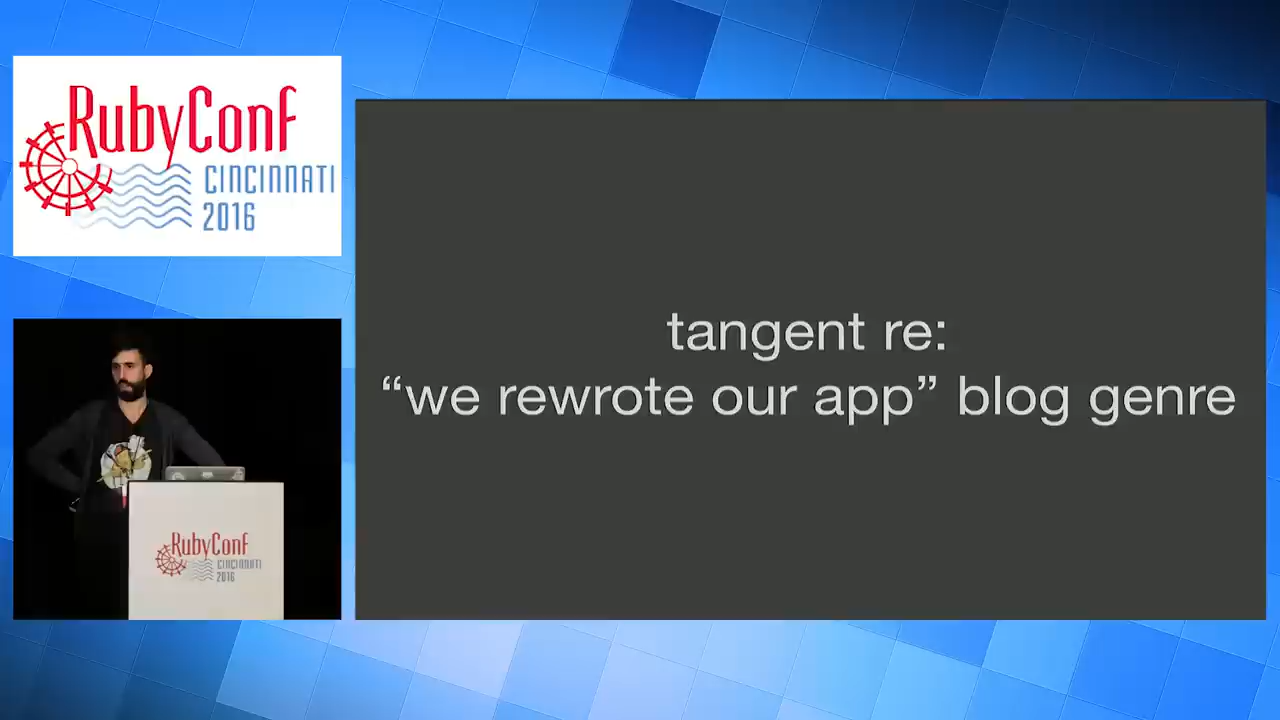 RubyConf
CINCINNATI
2016
tangent re:
“we rewrote our app” blog genre
RubyConf
CINCINNATI
2016